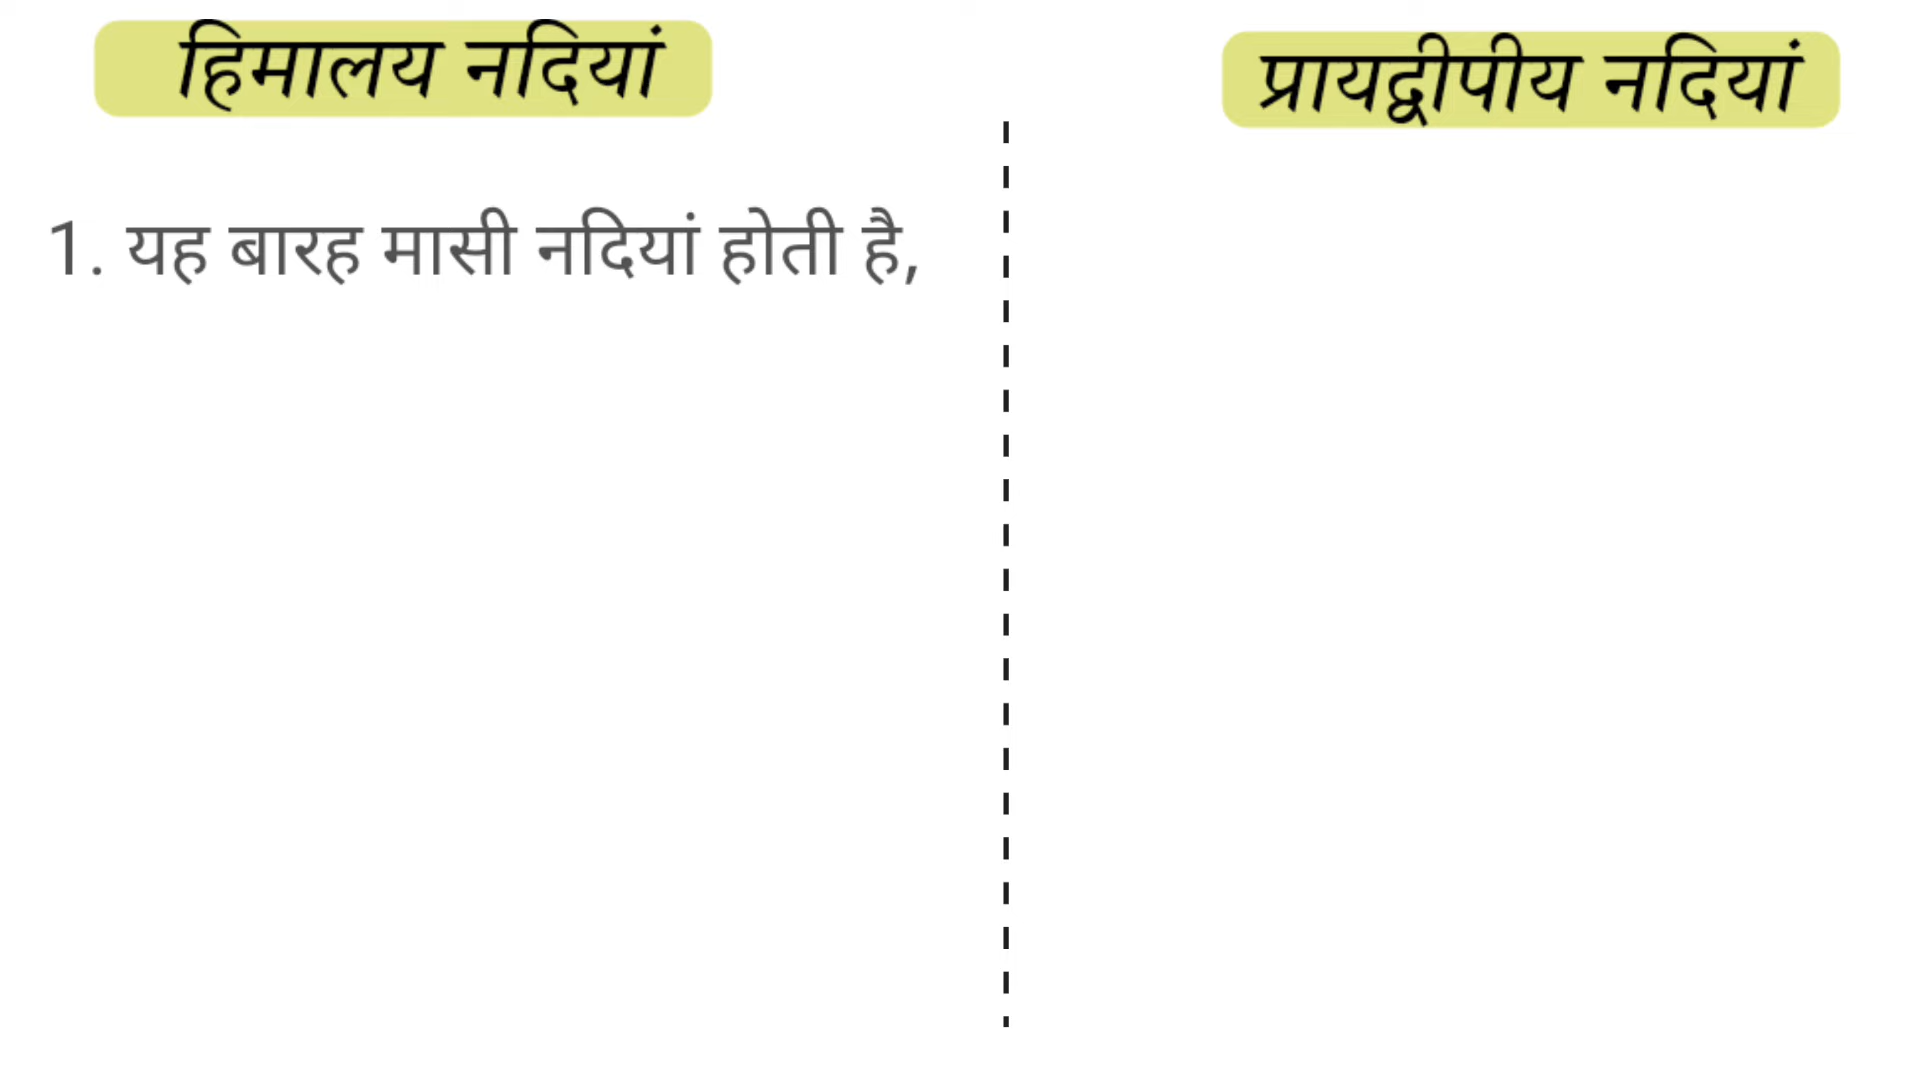 हिमालय नदियां
प्रायद्वीपीय नदियां
1. यह बारह मासी नदियां होती है,